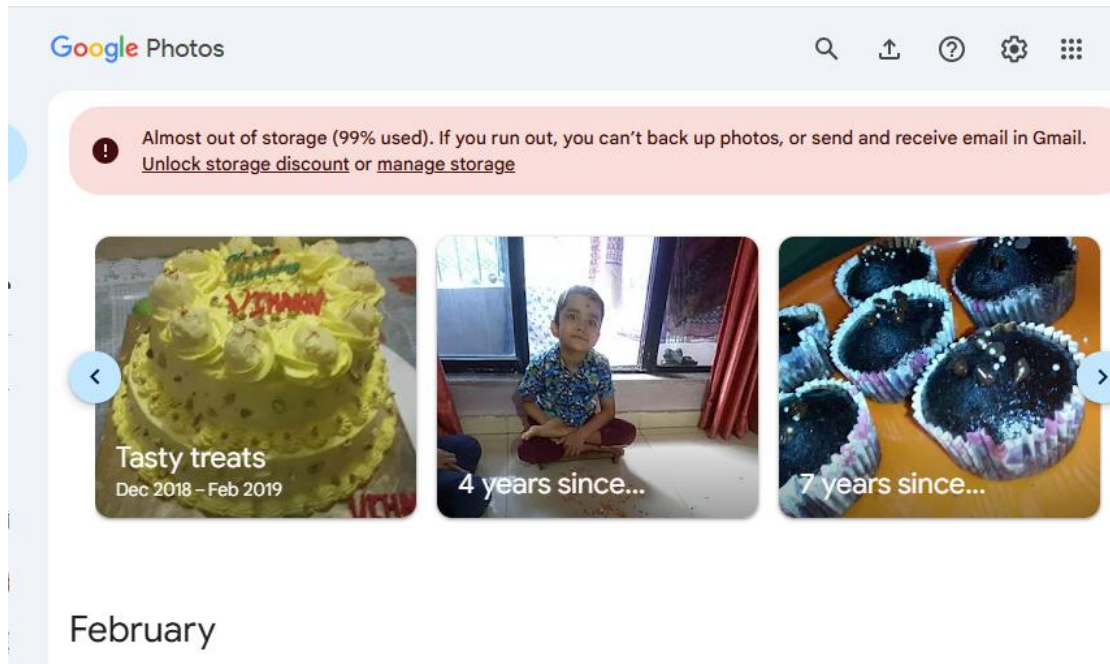 Google Photos
Almost out of storage (99% used). If you run out, you can’t back up photos, or send and receive email in Gmail.
Unlock storage discount or manage storage
Tasty treats
Dec 2018 – Feb 2019
4 years since...
7 years since...
February